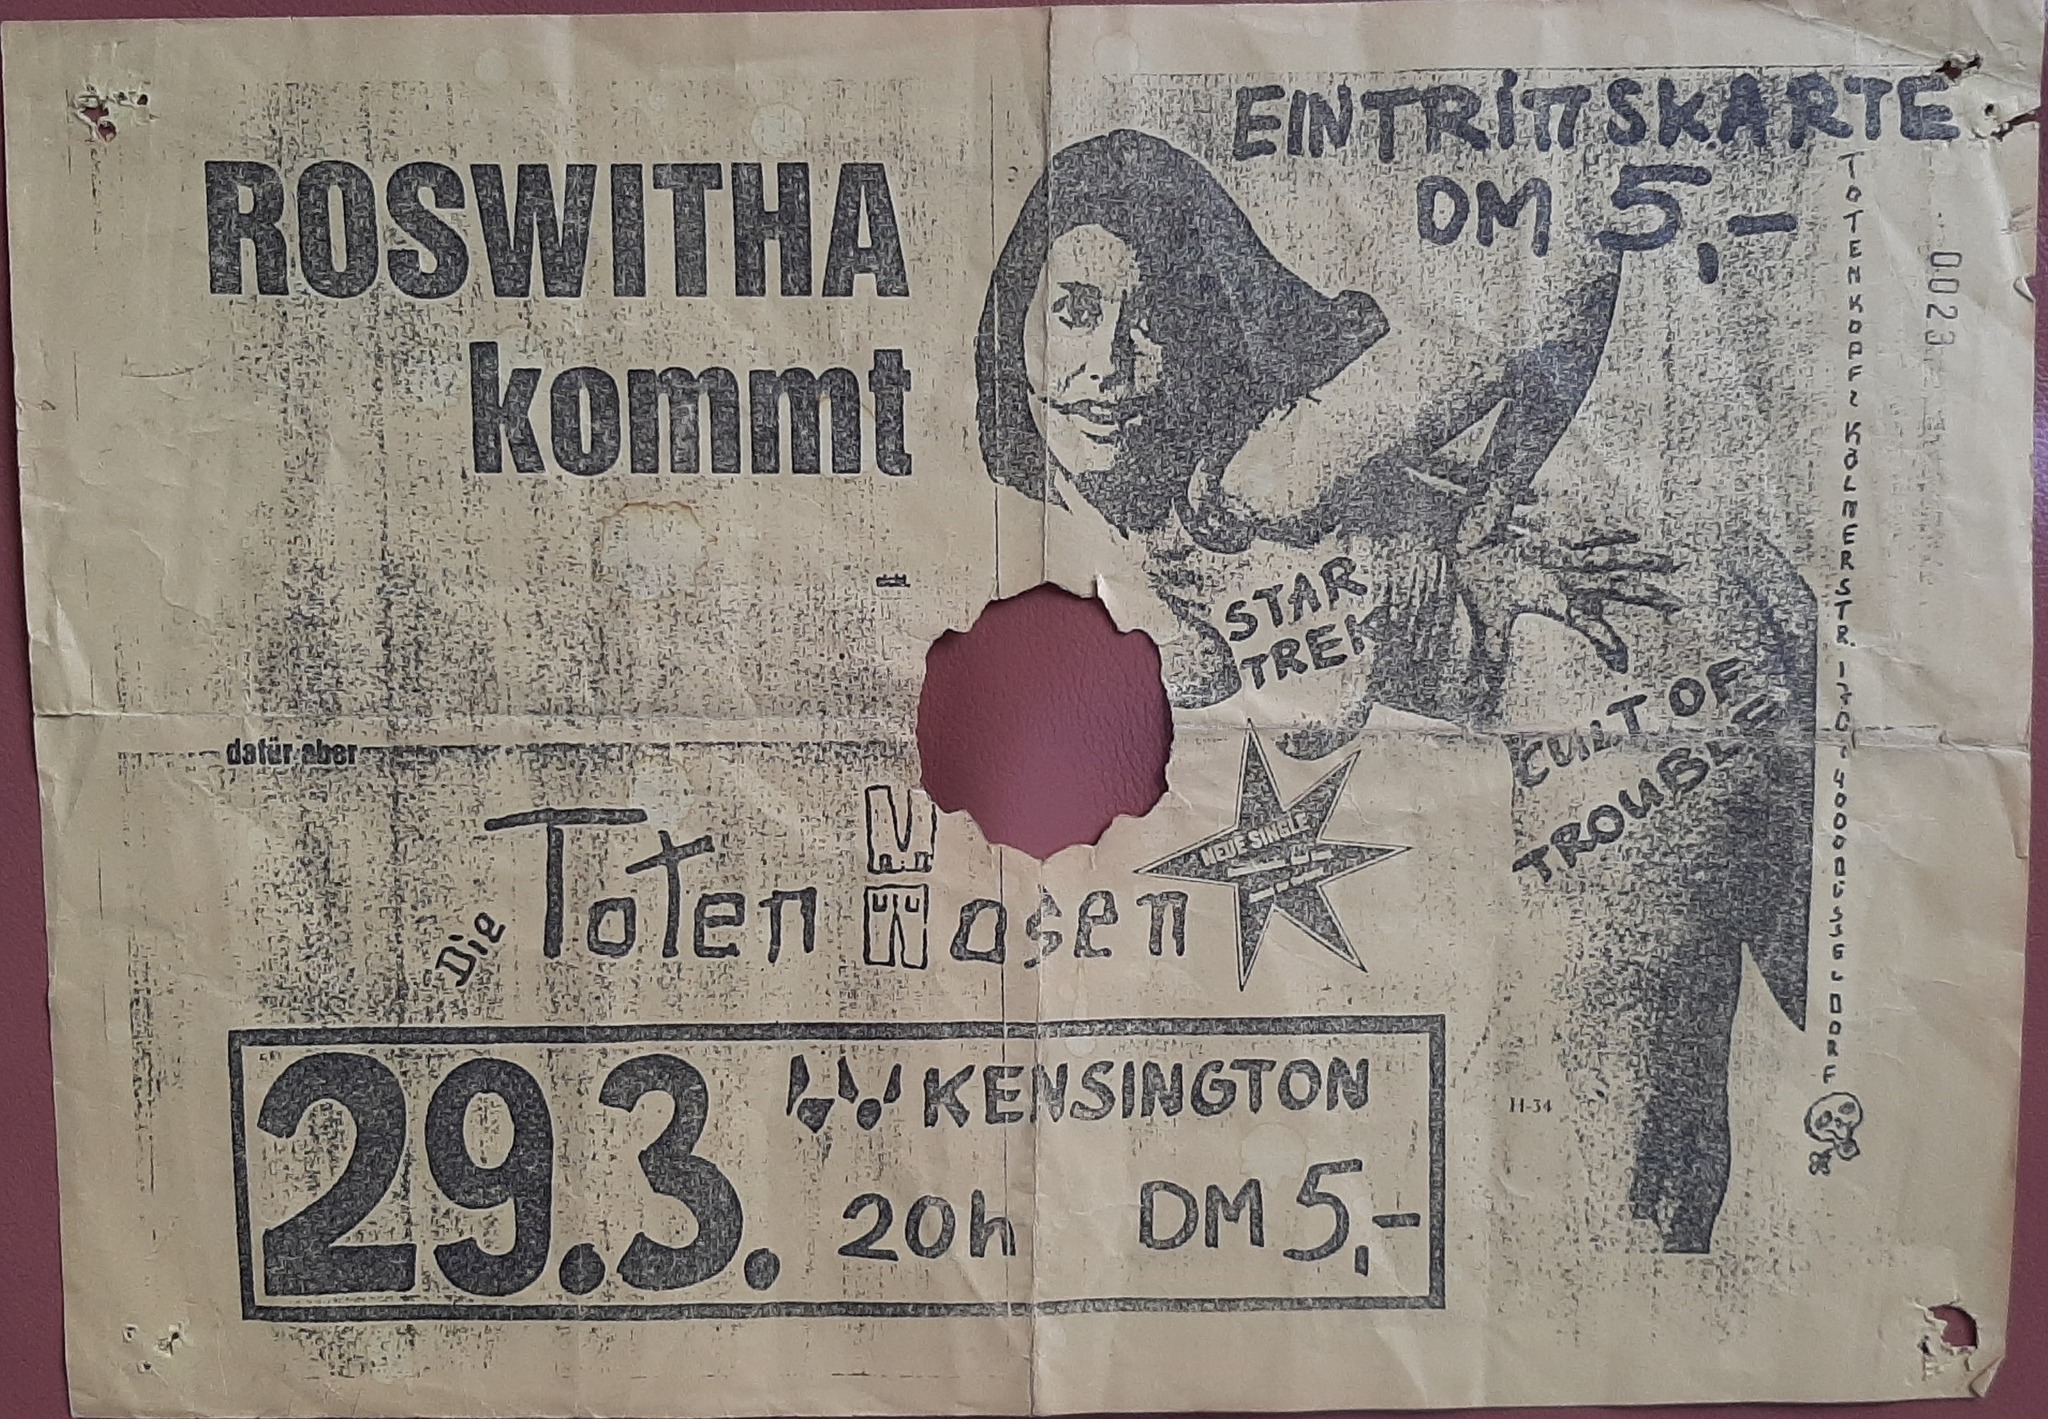 EINTRITTSKARTE
DM 5,-
ROSWITHA
kommt
STAR
TREK
CULT OF
TROUBLE
dafür aber
Die Toten Hosen
NEUE SINGLE
29.3.
KENSINGTON
20h DM 5,-
H-34
TOTENKOPF KÖLNERSTR. 170 4000 DÜSSELDORF
0023